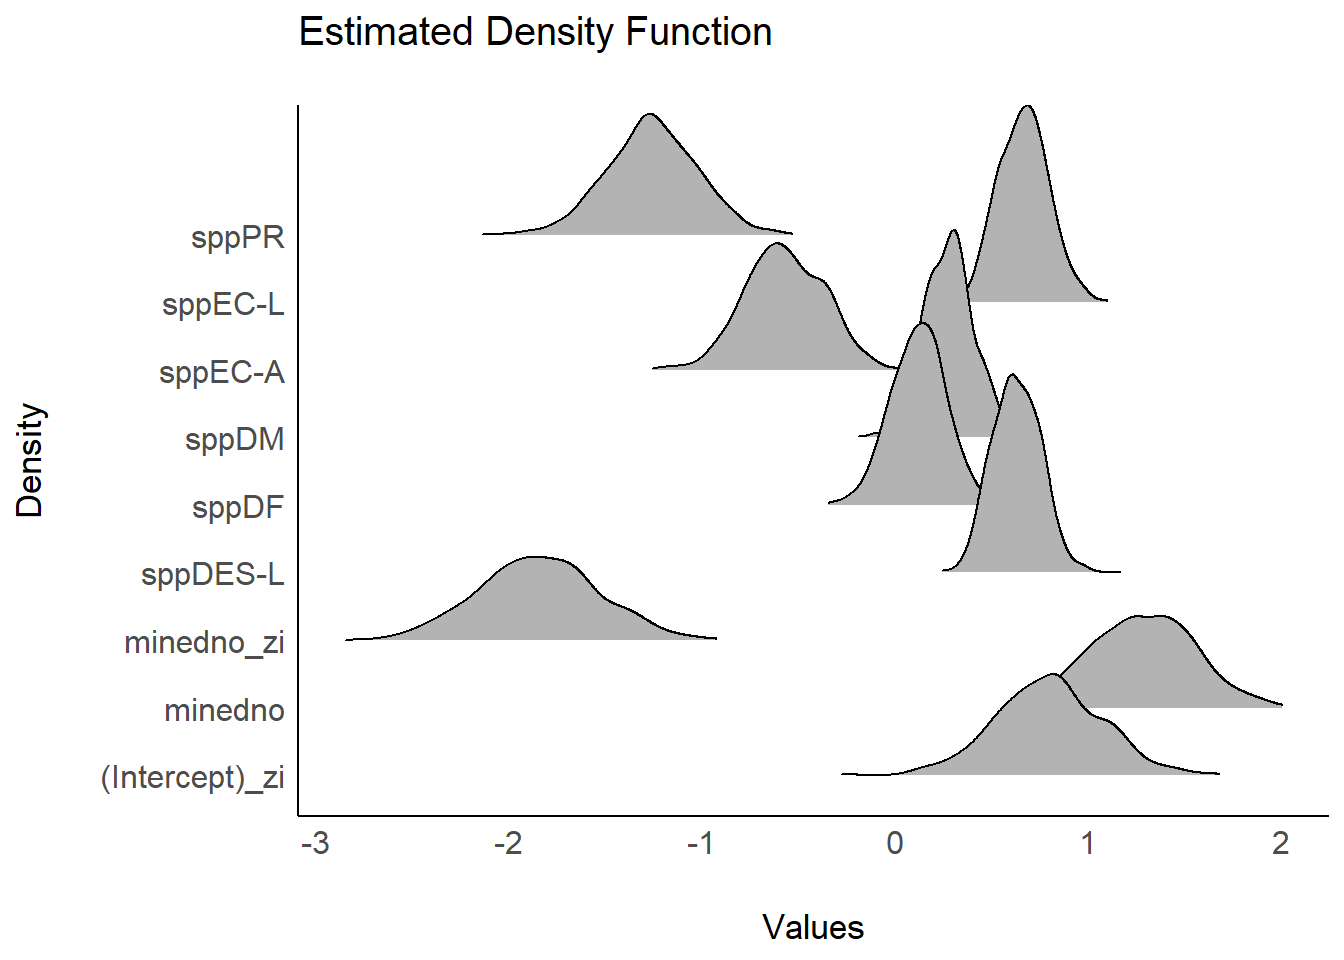 Estimated Density Function
Density
sppPR
sppEC-L
sppEC-A
sppDM
sppDF
sppDES-L
minedno_zi
minedno
(Intercept)_zi
-3 -2 -1 0 1 2
Values